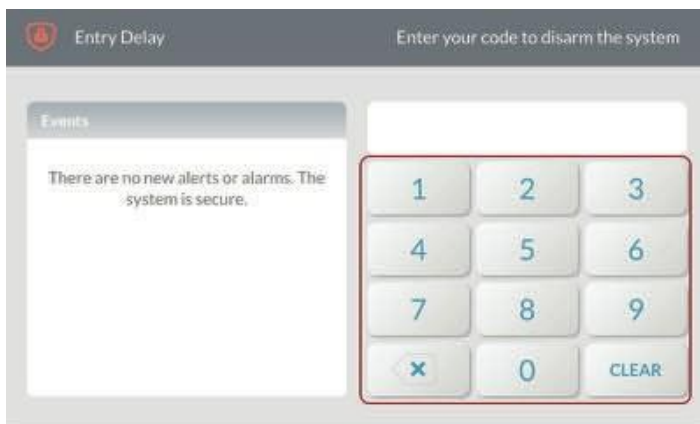 Entry Delay
Enter your code to disarm the system
Events
There are no new alerts or alarms. The
system is secure.
1 2 3
4 5 6
7 8 9
0 CLEAR